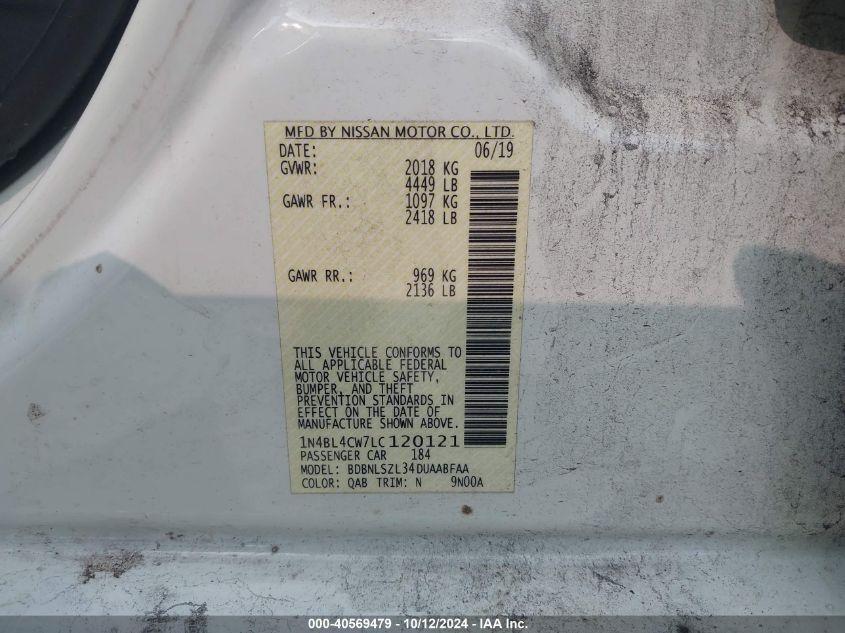 MFD BY NISSAN MOTOR CO., LTD.
DATE: 06/19
GVWR: 2018 KG
4449 LB
GAWR FR.: 1097 KG
2418 LB
GAWR RR.: 969 KG
2136 LB
THIS VEHICLE CONFORMS TO
ALL APPLICABLE FEDERAL
MOTOR VEHICLE SAFETY,
BUMPER, AND THEFT
PREVENTION STANDARDS IN
EFFECT ON THE DATE OF
MANUFACTURE SHOWN ABOVE.
1N4BL4CW7LC120121
PASSENGER CAR 184
MODEL: BDBNLSZL34DUAABFAA
COLOR: QAB TRIM: N 9N00A
000-40569479 - 10/12/2024 - IAA Inc.